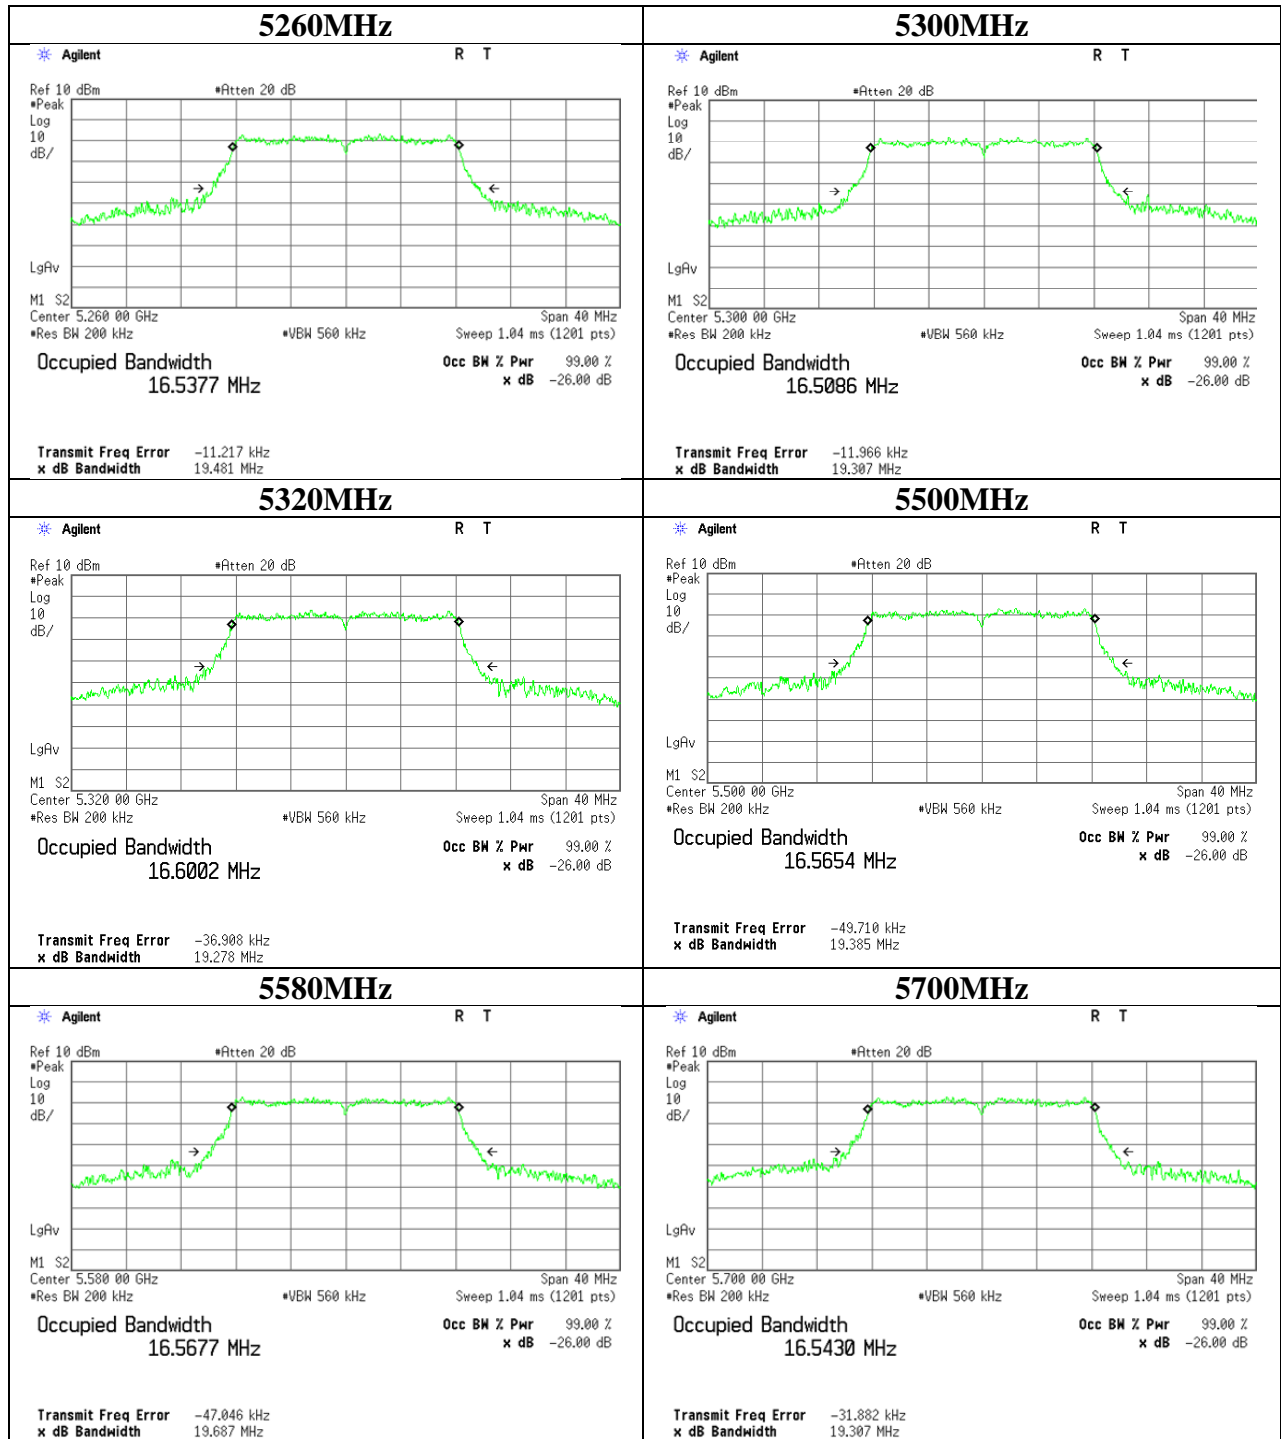 5260MHz
Agilent R T
Ref 10 dBm #Atten 20 dB
#Peak
Log
10
dB/
LgAv
M1 S2
Center 5.260 00 GHz Span 40 MHz
#Res BW 200 kHz #VBW 560 kHz Sweep 1.04 ms (1201 pts)
Occupied Bandwidth Occ BW % Pwr 99.00 %
16.5377 MHz x dB -26.00 dB
Transmit Freq Error -11.217 kHz
x dB Bandwidth 19.481 MHz
5300MHz
Agilent R T
Ref 10 dBm #Atten 20 dB
#Peak
Log
10
dB/
LgAv
M1 S2
Center 5.300 00 GHz Span 40 MHz
#Res BW 200 kHz #VBW 560 kHz Sweep 1.04 ms (1201 pts)
Occupied Bandwidth Occ BW % Pwr 99.00 %
16.5086 MHz x dB -26.00 dB
Transmit Freq Error -11.966 kHz
x dB Bandwidth 19.307 MHz
5320MHz
Agilent R T
Ref 10 dBm #Atten 20 dB
#Peak
Log
10
dB/
LgAv
M1 S2
Center 5.320 00 GHz Span 40 MHz
#Res BW 200 kHz #VBW 560 kHz Sweep 1.04 ms (1201 pts)
Occupied Bandwidth Occ BW % Pwr 99.00 %
16.6002 MHz x dB -26.00 dB
Transmit Freq Error -36.908 kHz
x dB Bandwidth 19.278 MHz
5500MHz
Agilent R T
Ref 10 dBm #Atten 20 dB
#Peak
Log
10
dB/
LgAv
M1 S2
Center 5.500 00 GHz Span 40 MHz
#Res BW 200 kHz #VBW 560 kHz Sweep 1.04 ms (1201 pts)
Occupied Bandwidth Occ BW % Pwr 99.00 %
16.5654 MHz x dB -26.00 dB
Transmit Freq Error -49.710 kHz
x dB Bandwidth 19.385 MHz
5580MHz
Agilent R T
Ref 10 dBm #Atten 20 dB
#Peak
Log
10
dB/
LgAv
M1 S2
Center 5.580 00 GHz Span 40 MHz
#Res BW 200 kHz #VBW 560 kHz Sweep 1.04 ms (1201 pts)
Occupied Bandwidth Occ BW % Pwr 99.00 %
16.5677 MHz x dB -26.00 dB
Transmit Freq Error -47.046 kHz
x dB Bandwidth 19.687 MHz
5700MHz
Agilent R T
Ref 10 dBm #Atten 20 dB
#Peak
Log
10
dB/
LgAv
M1 S2
Center 5.700 00 GHz Span 40 MHz
#Res BW 200 kHz #VBW 560 kHz Sweep 1.04 ms (1201 pts)
Occupied Bandwidth Occ BW % Pwr 99.00 %
16.5430 MHz x dB -26.00 dB
Transmit Freq Error -31.882 kHz
x dB Bandwidth 19.307 MHz